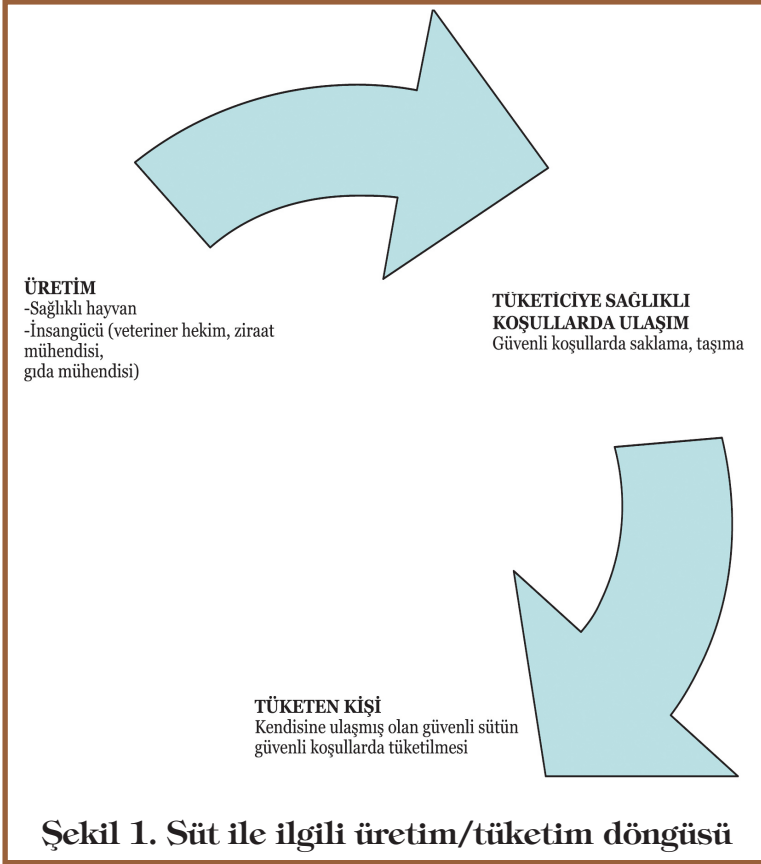 ÜRETİM
-Sağlıklı hayvan
-İnsangücü (veteriner hekim, ziraat
mühendisi,
gıda mühendisi)
TÜKETİCİYE SAĞLIKLI
KOŞULLARDA ULAŞIM
Güvenli koşullarda saklama, taşıma
TÜKETEN KİŞİ
Kendisine ulaşmış olan güvenli sütün
güvenli koşullarda tüketilmesi
Şekil 1. Süt ile ilgili üretim/tüketim döngüsü